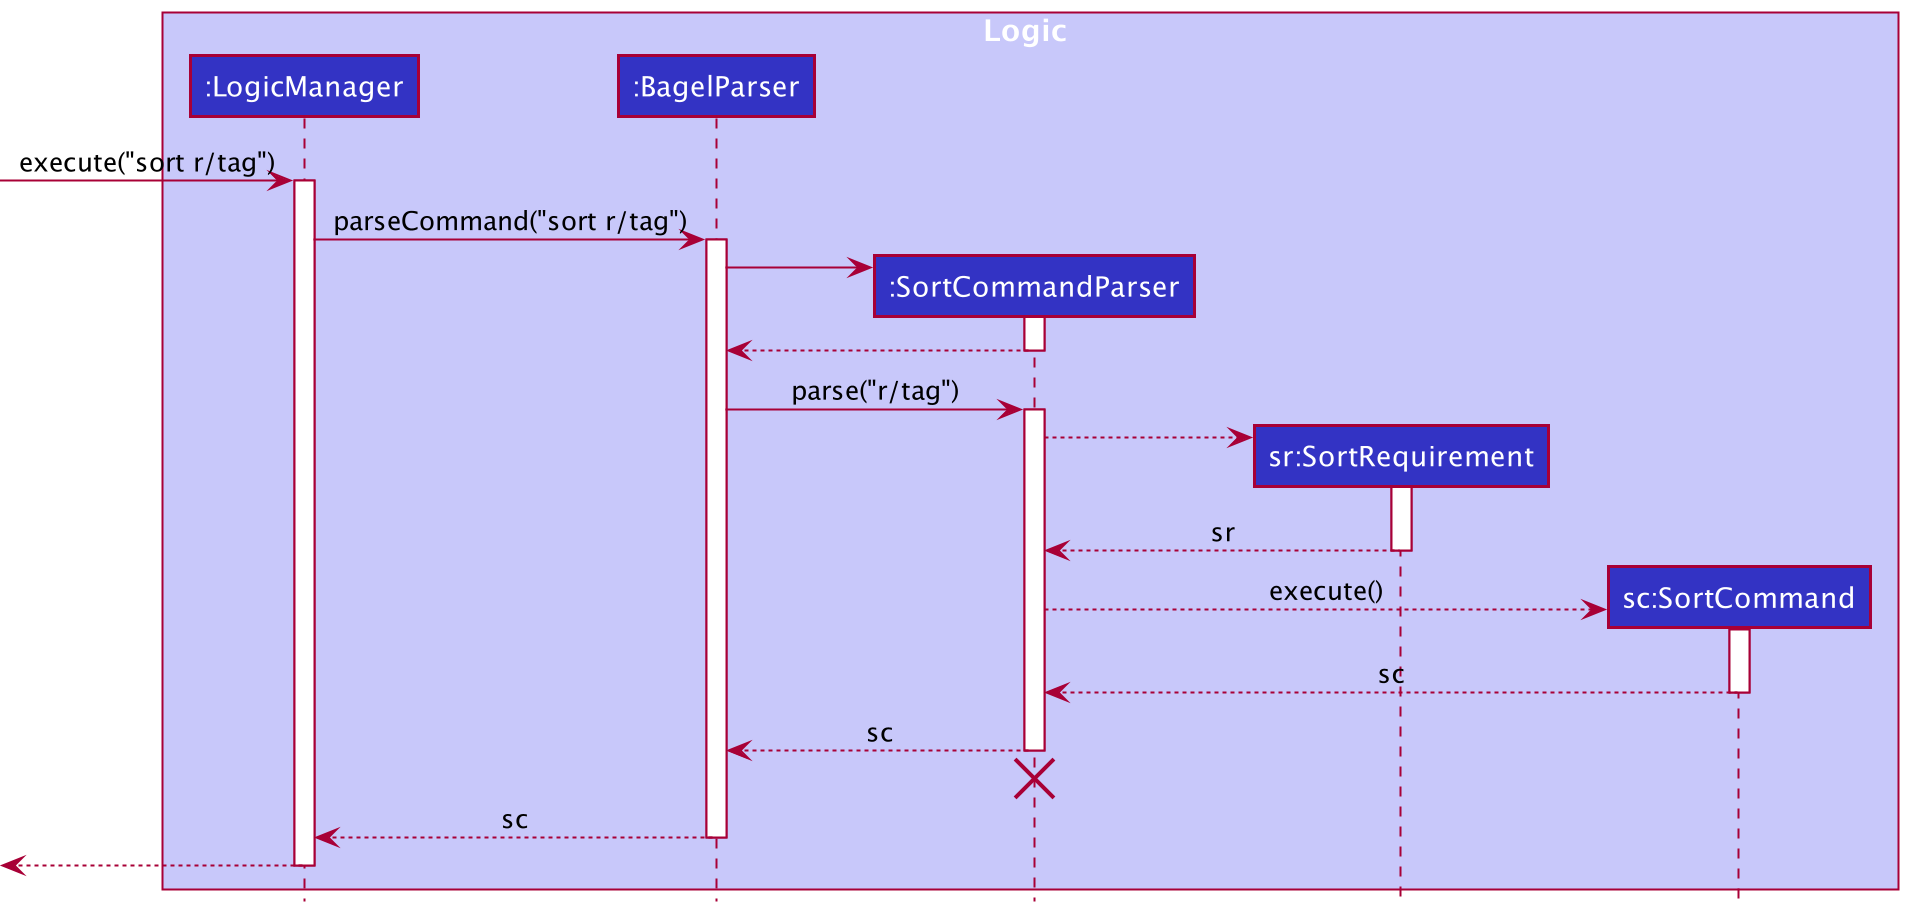 Logic
:LogicManager
:BagelParser
execute("sort r/tag")
parseCommand("sort r/tag")
:SortCommandParser
parse("r/tag")
sr:SortRequirement
sr
execute()
sc:SortCommand
sc
sc
sc